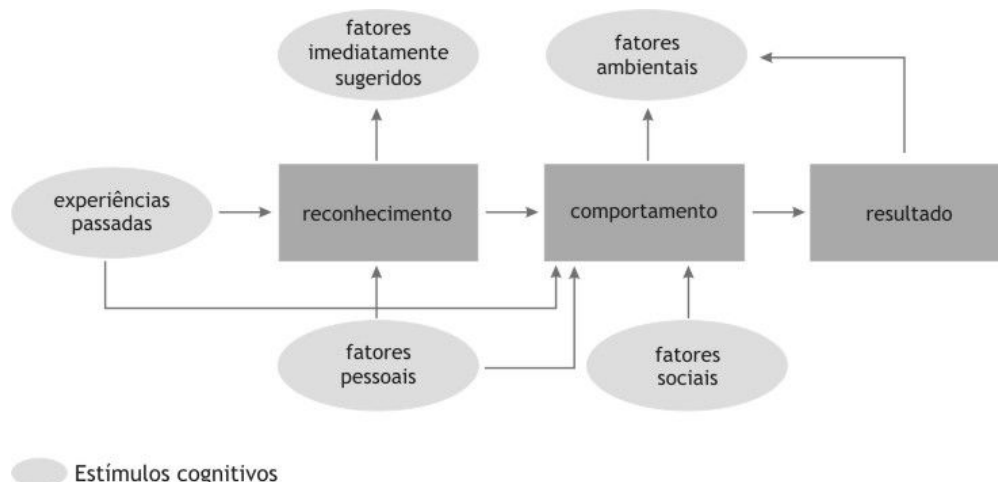 fatores
imediatamente
sugeridos
fatores
ambientais
experiências
passadas
reconhecimento
comportamento
resultado
fatores
pessoais
fatores
sociais
Estímulos cognitivos